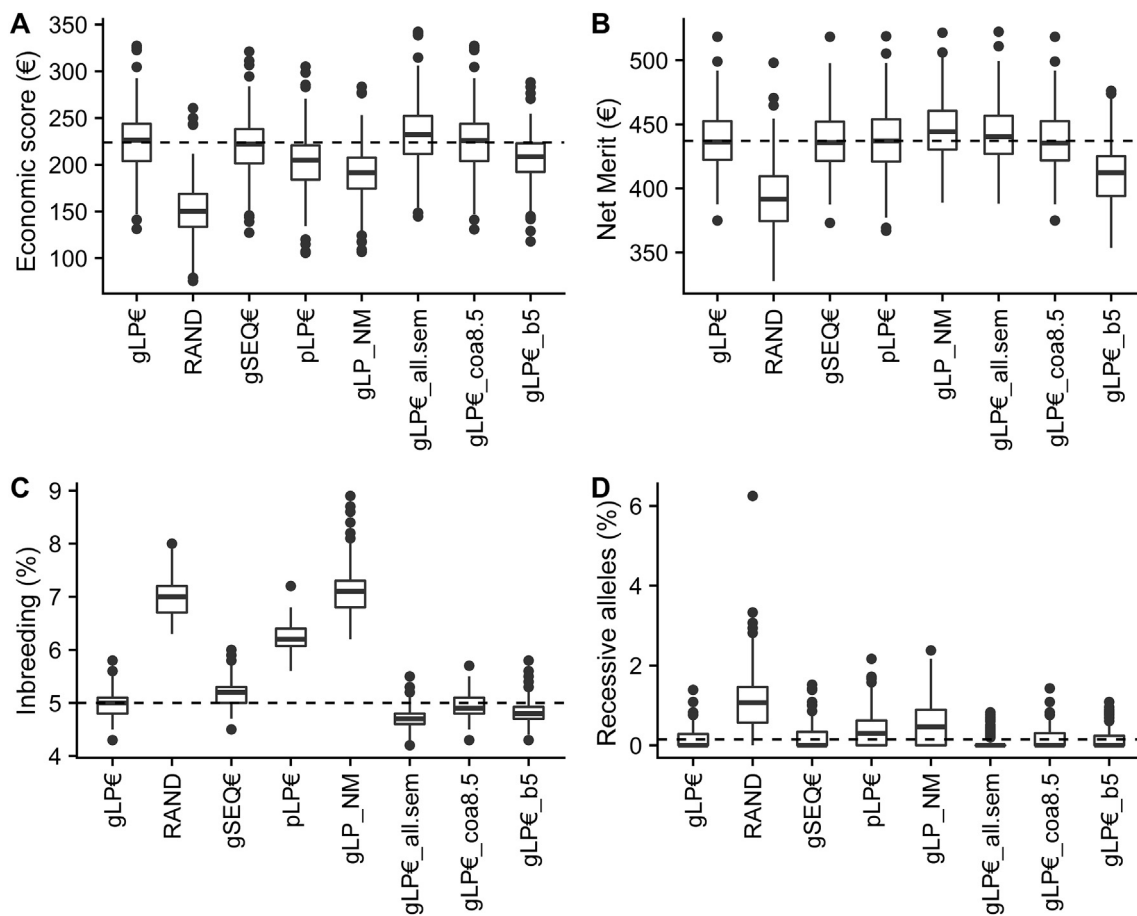 A
Economic score (€)
350
300
250
200
150
100
gLP€
RAND
gSEQ€
pLP€
gLP_NM
gLP€_all.sem
gLP€_coa8.5
gLP€_b5
B
Net Merit (€)
500
450
400
350
gLP€
RAND
gSEQ€
pLP€
gLP_NM
gLP€_all.sem
gLP€_coa8.5
gLP€_b5
C
Inbreeding (%)
9
8
7
6
5
4
gLP€
RAND
gSEQ€
pLP€
gLP_NM
gLP€_all.sem
gLP€_coa8.5
gLP€_b5
D
Recessive alleles (%)
6
4
2
0
gLP€
RAND
gSEQ€
pLP€
gLP_NM
gLP€_all.sem
gLP€_coa8.5
gLP€_b5